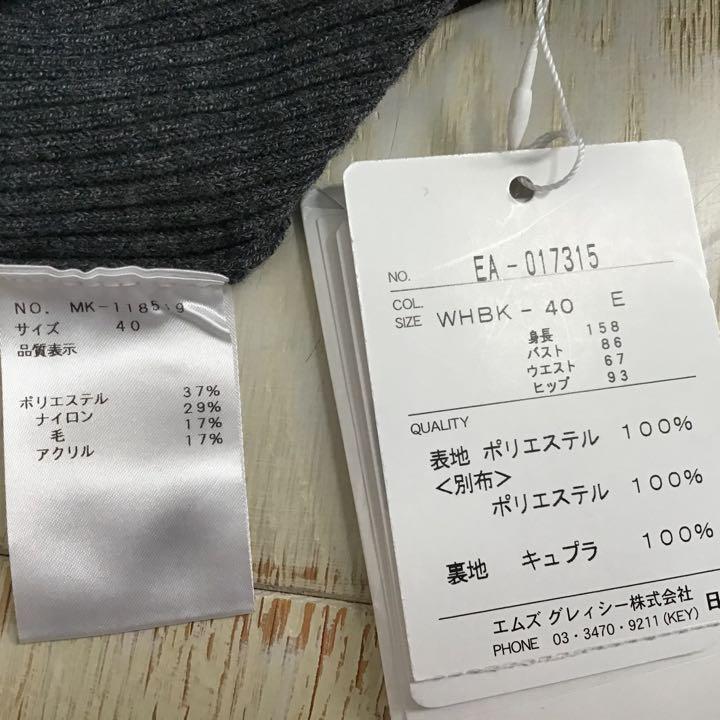 NO. MK-1185
サイズ 40
品質表示
ポリエステル 37%
ナイロン 29%
毛 17%
アクリル 17%
NO. EA-017315
COL.
SIZE WHBK-40 E
身長 158
バスト 86
ウエスト 67
ヒップ 93
QUALITY
表地 ポリエステル 100%
<別布>
ポリエステル 100%
裏地 キュプラ 100%
エムズ グレィシー株式会社
PHONE 03・3470・9211(KEY) 日